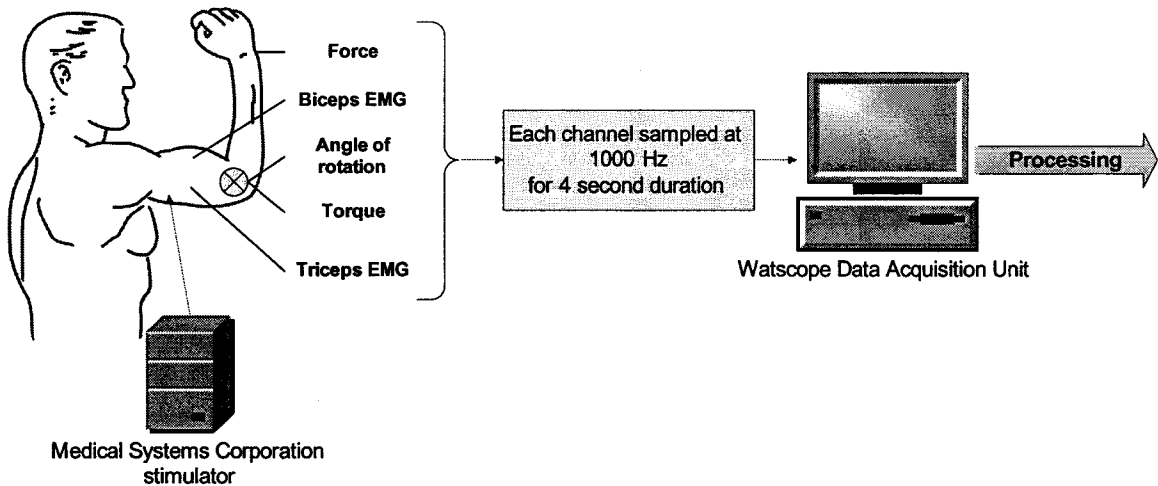 Force
Biceps EMG
Angle of
rotation
Torque
Triceps EMG
Each channel sampled at
1000 Hz
for 4 second duration
Processing
Watscope Data Acquisition Unit
Medical Systems Corporation
stimulator